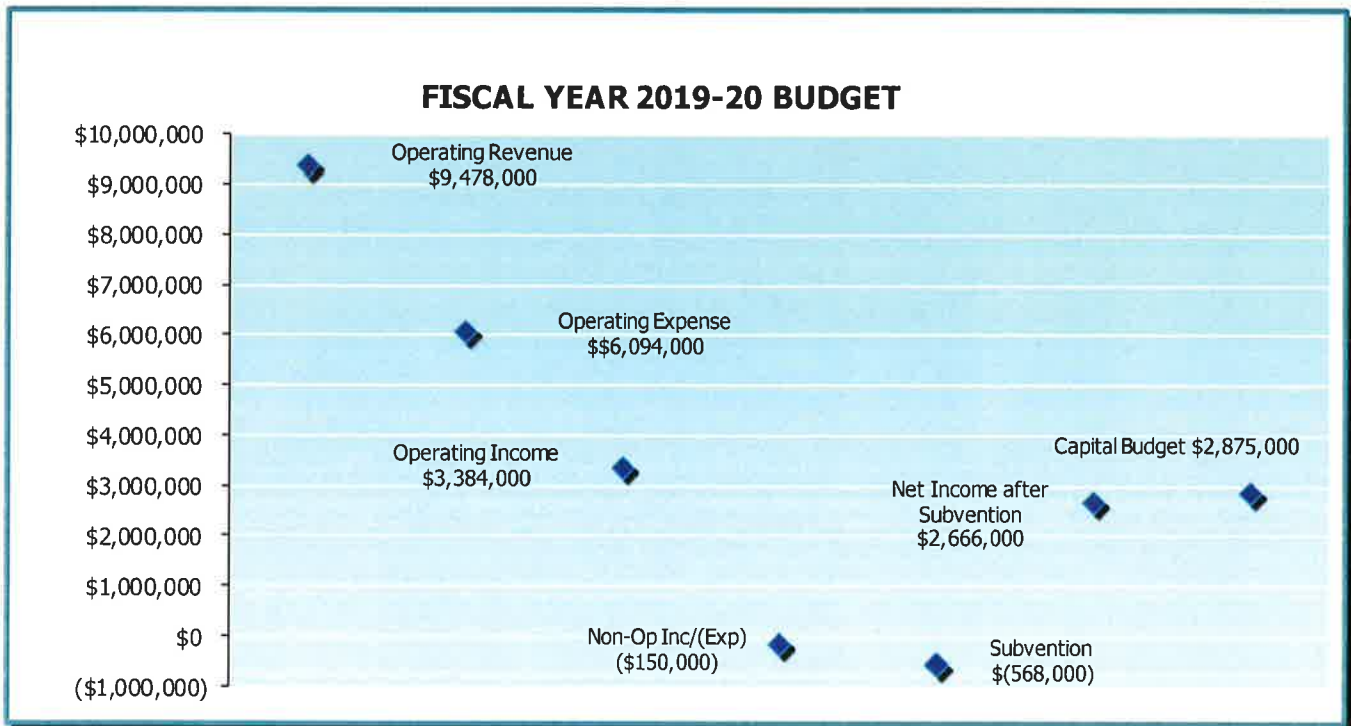 FISCAL YEAR 2019-20 BUDGET
$10,000,000
$9,000,000
$8,000,000
$7,000,000
$6,000,000
$5,000,000
$4,000,000
$3,000,000
$2,000,000
$1,000,000
$0
($1,000,000)
Operating Revenue
$9,478,000
Operating Expense
$$6,094,000
Operating Income
$3,384,000
Non-Op Inc/(Exp)
($150,000)
Subvention
$(568,000)
Net Income after
Subvention
$2,666,000
Capital Budget $2,875,000